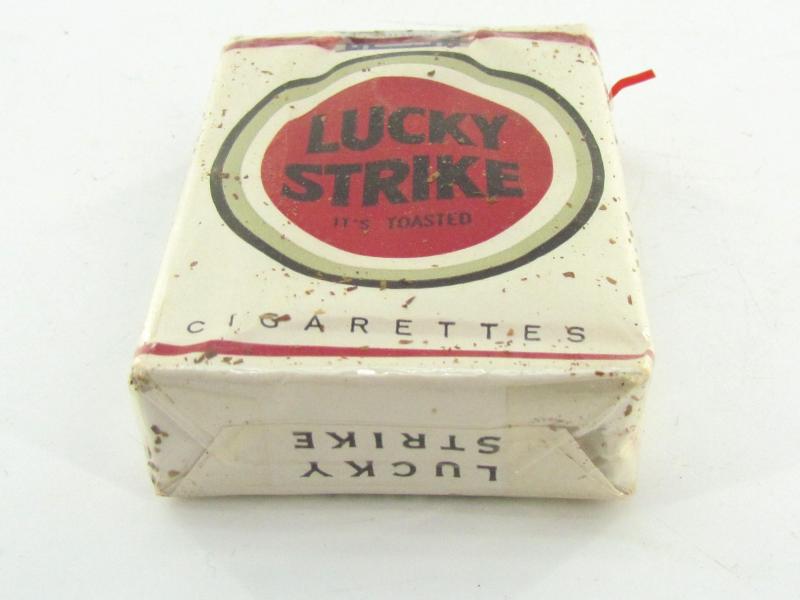 LUCKY
STRIKE
IT'S TOASTED
CIGARETTES
LUCKY
STRIKE